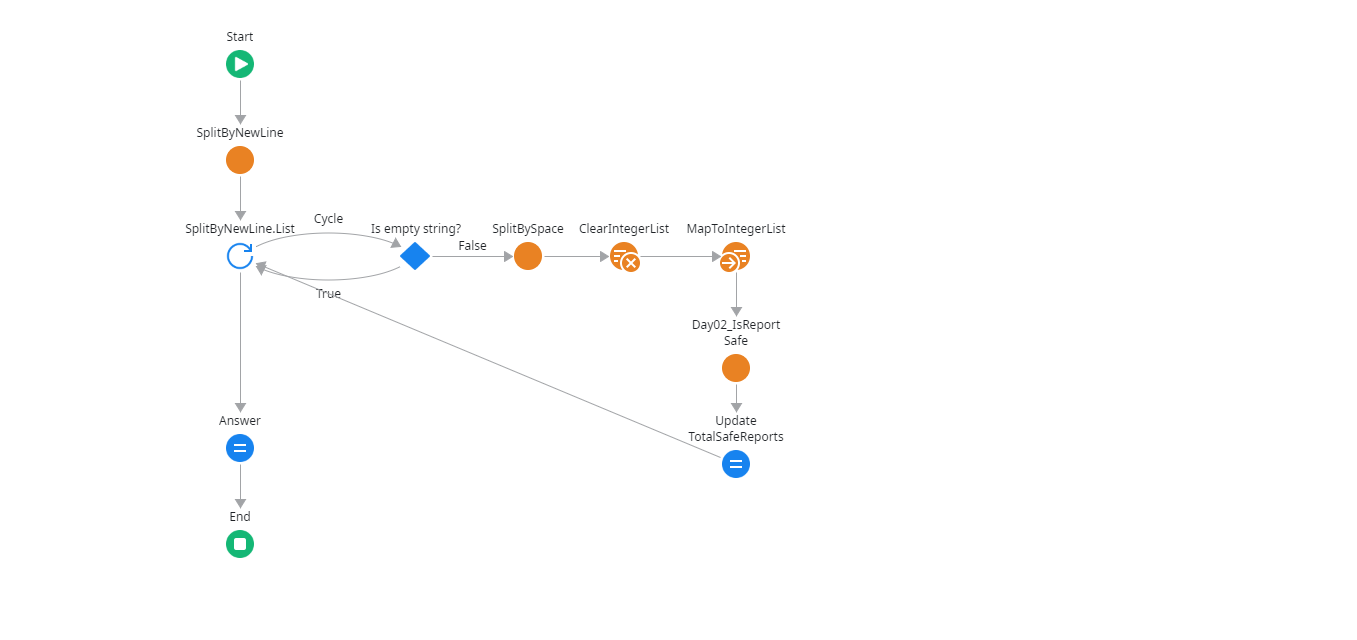 Start
SplitByNewLine
SplitByNewLine.List
Cycle
Is empty string?
False
SplitBySpace
ClearIntegerList
MapToIntegerList
True
Day02_IsReport
Safe
Answer
Update
TotalSafeReports
End